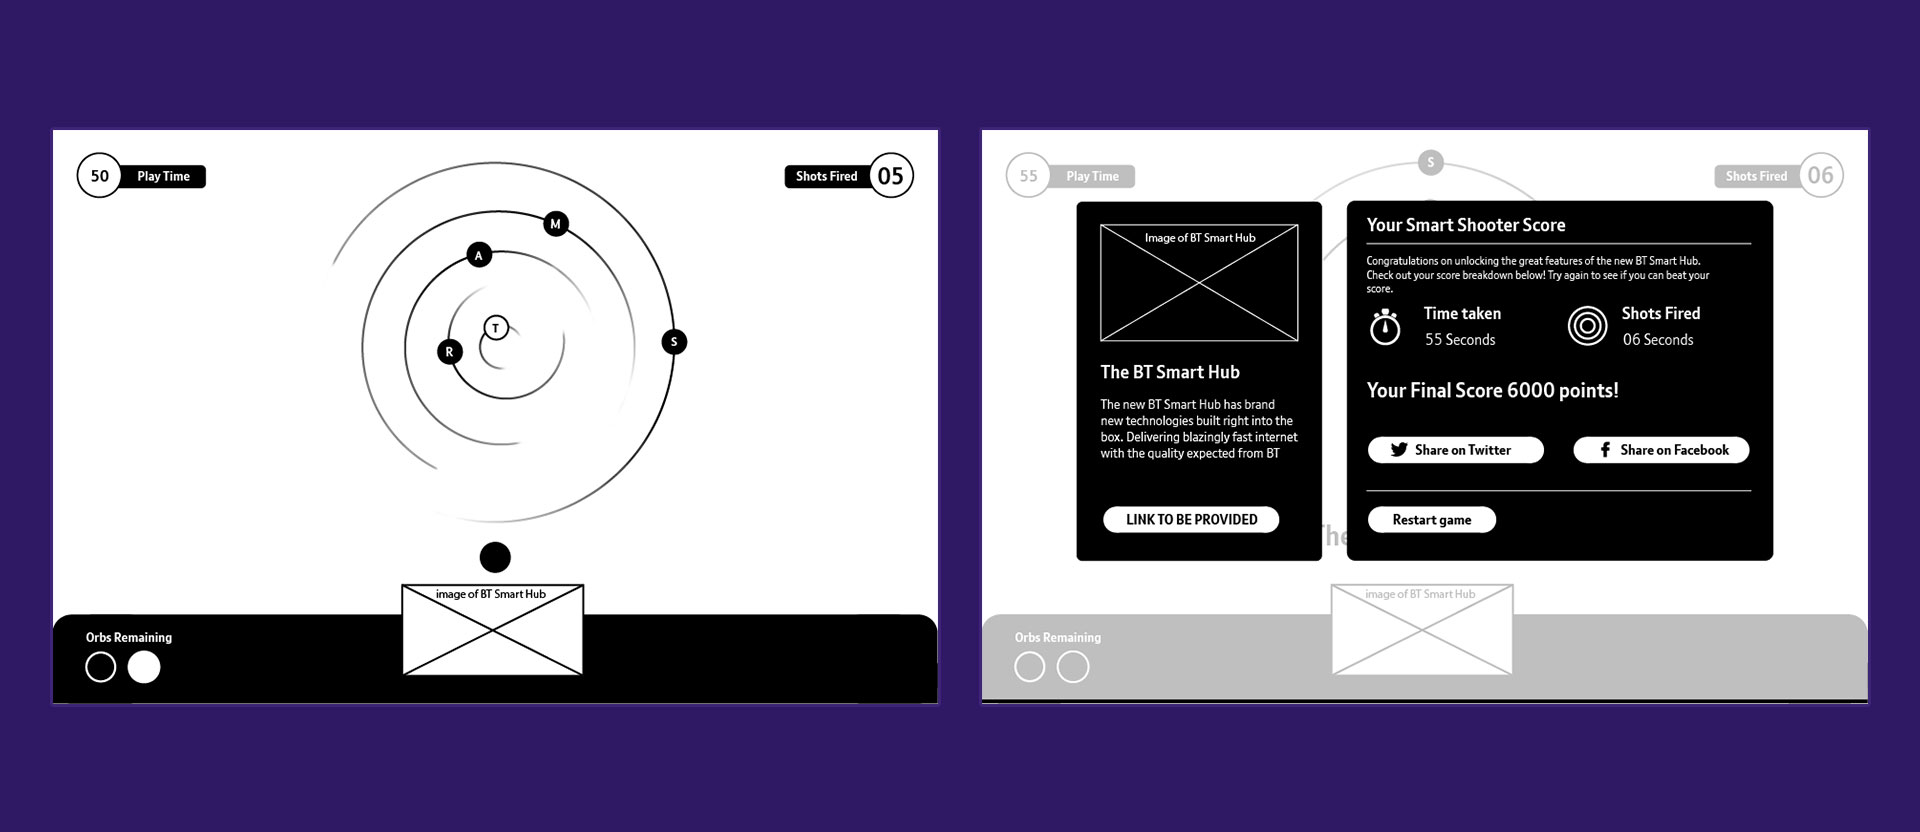 50
Play Time
Shots Fired
05
M
A
T
R
S
image of BT Smart Hub
Orbs Remaining
55
Play Time
S
Shots Fired
06
Image of BT Smart Hub
The BT Smart Hub
The new BT Smart Hub has brand
new technologies built right into the
box. Delivering blazingly fast internet
with the quality expected from BT
LINK TO BE PROVIDED
Your Smart Shooter Score
Congratulations on unlocking the great features of the new BT Smart Hub.
Check out your score breakdown below! Try again to see if you can beat your
score.
Time taken
55 Seconds
Shots Fired
06 Seconds
Your Final Score 6000 points!
Share on Twitter
Share on Facebook
Restart game
The
image of BT Smart Hub
Orbs Remaining